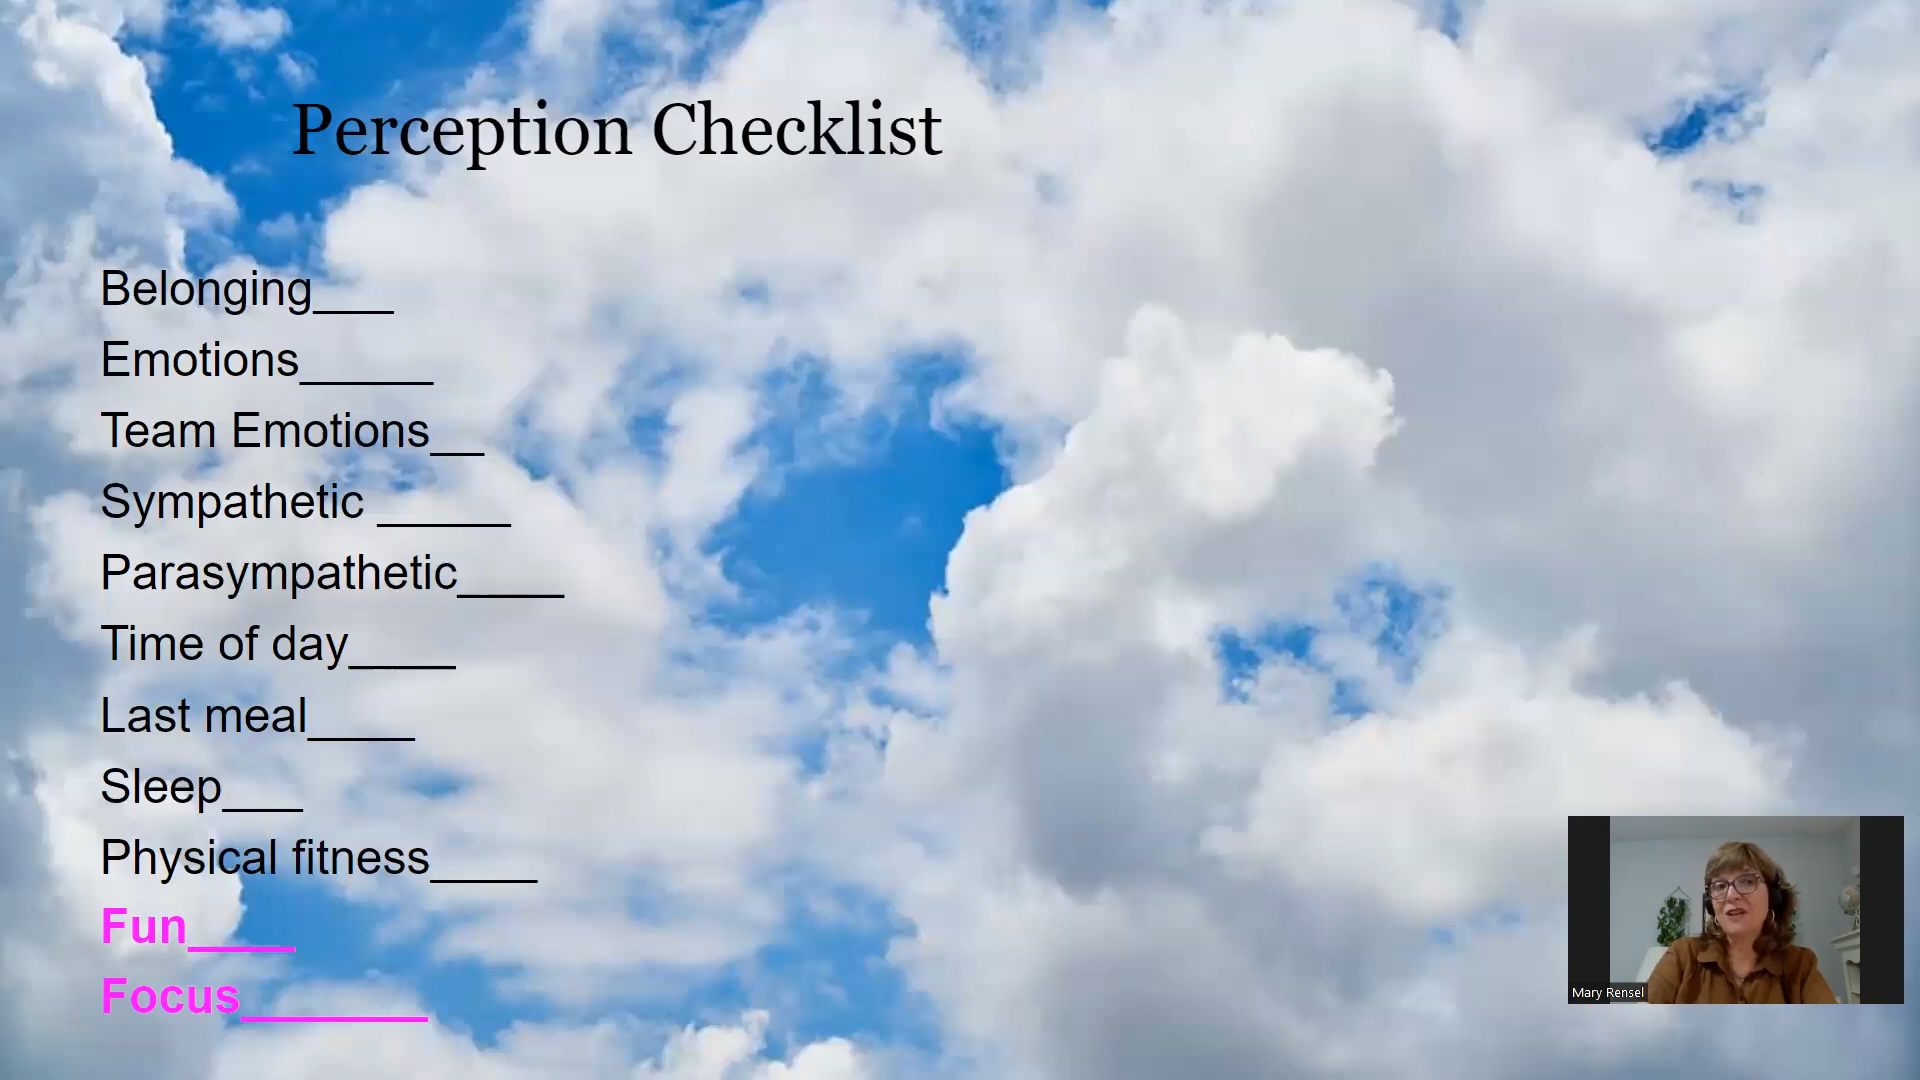 Perception Checklist
Belonging___
Emotions_____
Team Emotions__
Sympathetic _____
Parasympathetic____
Time of day____
Last meal____
Sleep___
Physical fitness____
Fun____
Focus_______
Mary Rensel